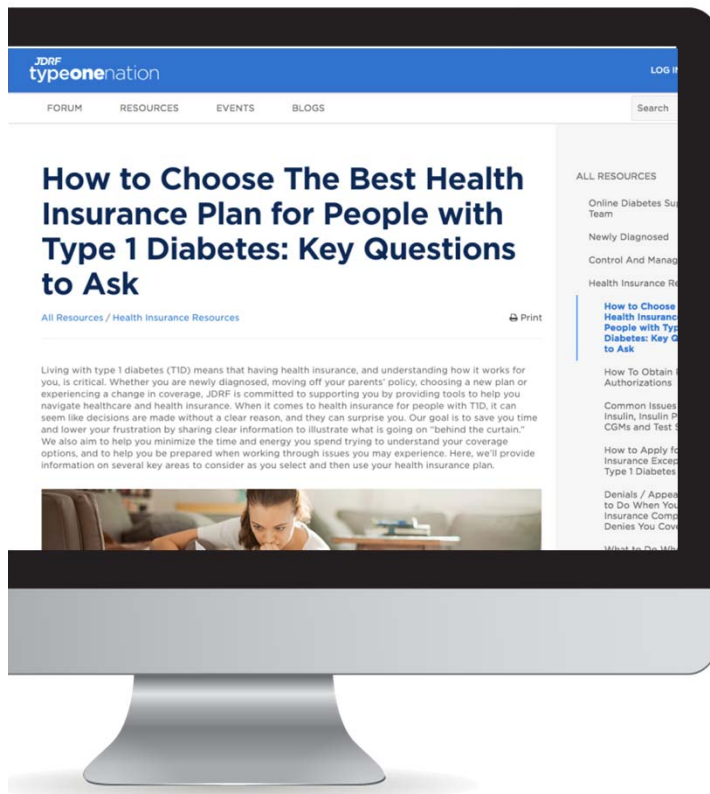 JDRF
typeonenation
LOG
FORUM RESOURCES EVENTS BLOGS
Search
How to Choose The Best Health
Insurance Plan for People with
Type 1 Diabetes: Key Questions
to Ask
All Resources / Health Insurance Resources
Print
Living with type 1 diabetes (T1D) means that having health insurance, and understanding how it works for
you, is critical. Whether you are newly diagnosed, moving off your parents' policy, choosing a new plan or
experiencing a change in coverage, JDRF is committed to supporting you by providing tools to help you
navigate healthcare and health insurance. When it comes to health insurance for people with T1D, it can
seem like decisions are made without a clear reason, and they can surprise you. Our goal is to save you time
and lower your frustration by sharing clear information to illustrate what is going on "behind the curtain."
We also aim to help you minimize the time and energy you spend trying to understand your coverage
options, and to help you be prepared when working through issues you may experience. Here, we'll provide
information on several key areas to consider as you select and then use your health insurance plan.
ALL RESOURCES
Online Diabetes
Team
Newly Diagnosed
Control And
Health Insurance
How to Choose
Health
People with
Diabetes: Key
to Ask
How To Obtain
Authorizations
Common Issues
Insulin, Insulin
CGMs and Test
How to Apply
Insurance
Type 1 Diabetes
Denials /
to Do When
Insurance
Denies You
What to Do